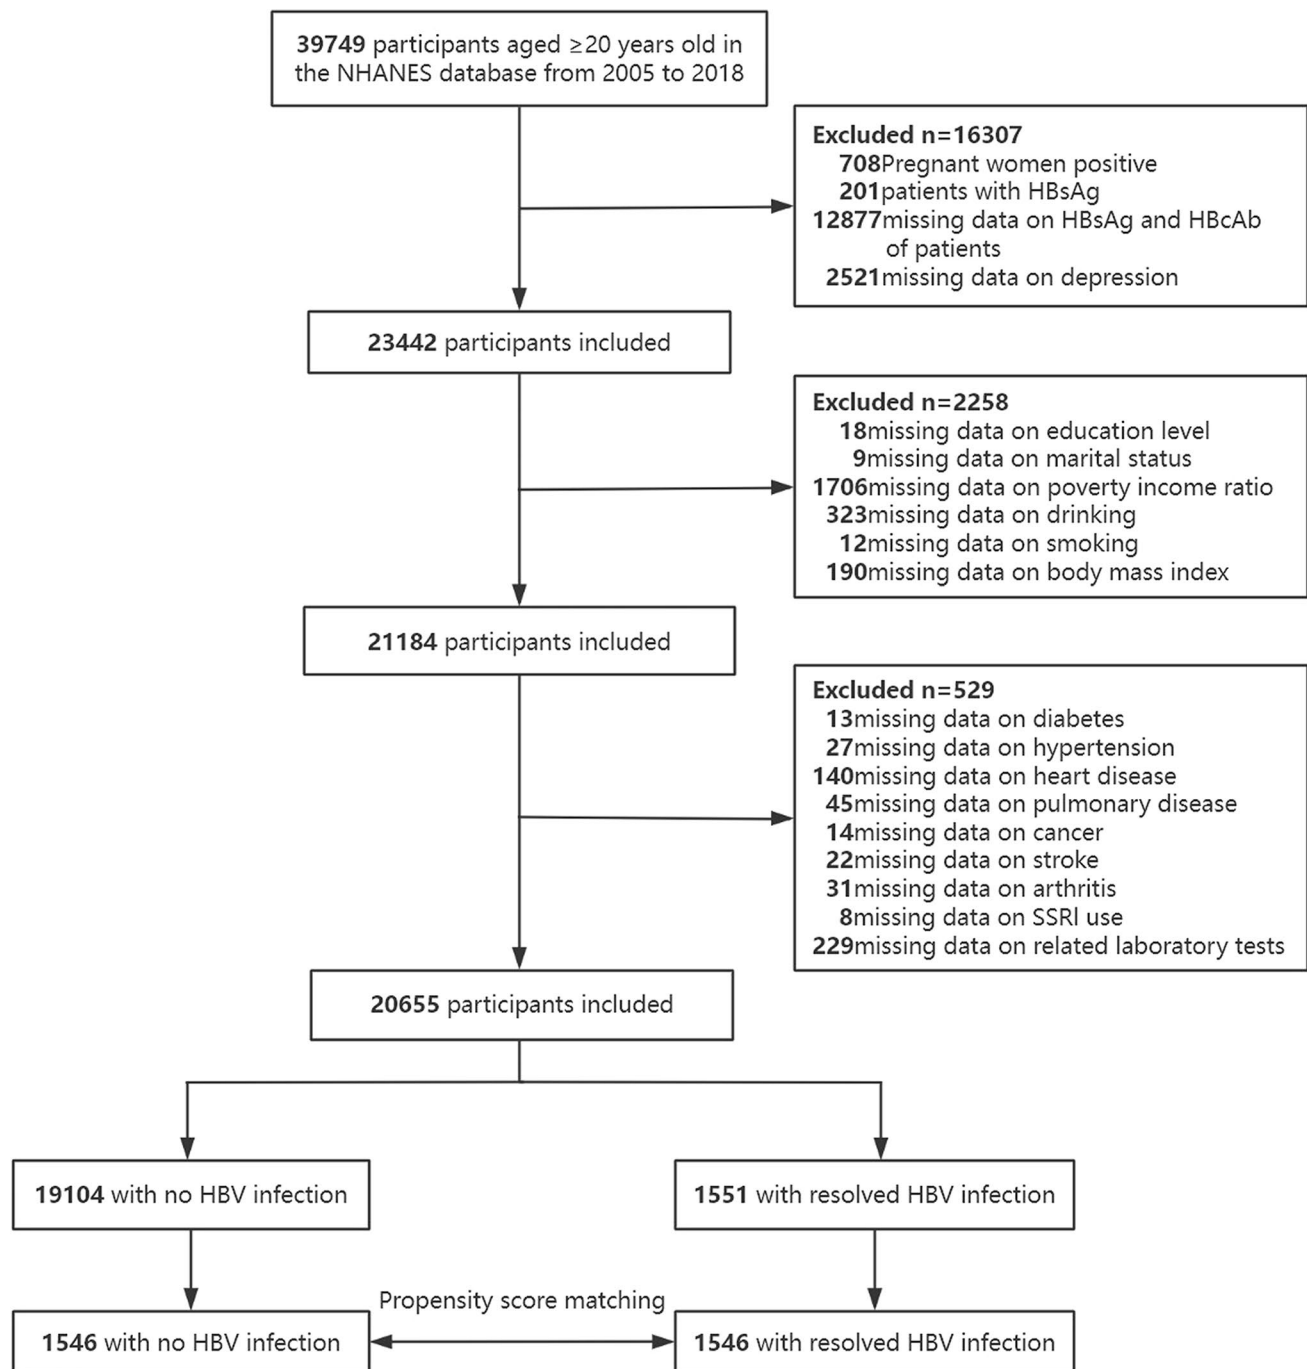 39749 participants aged ≥20 years old in
the NHANES database from 2005 to 2018
Excluded n=16307
708Pregnant women positive
201patients with HBsAg
12877missing data on HBsAg and HBcAb
of patients
2521missing data on depression
23442 participants included
Excluded n=2258
18missing data on education level
9missing data on marital status
1706missing data on poverty income ratio
323missing data on drinking
12missing data on smoking
190missing data on body mass index
21184 participants included
Excluded n=529
13missing data on diabetes
27missing data on hypertension
140missing data on heart disease
45missing data on pulmonary disease
14missing data on cancer
22missing data on stroke
31missing data on arthritis
8missing data on SSRI use
229missing data on related laboratory tests
20655 participants included
19104 with no HBV infection
1551 with resolved HBV infection
Propensity score matching
1546 with no HBV infection
1546 with resolved HBV infection